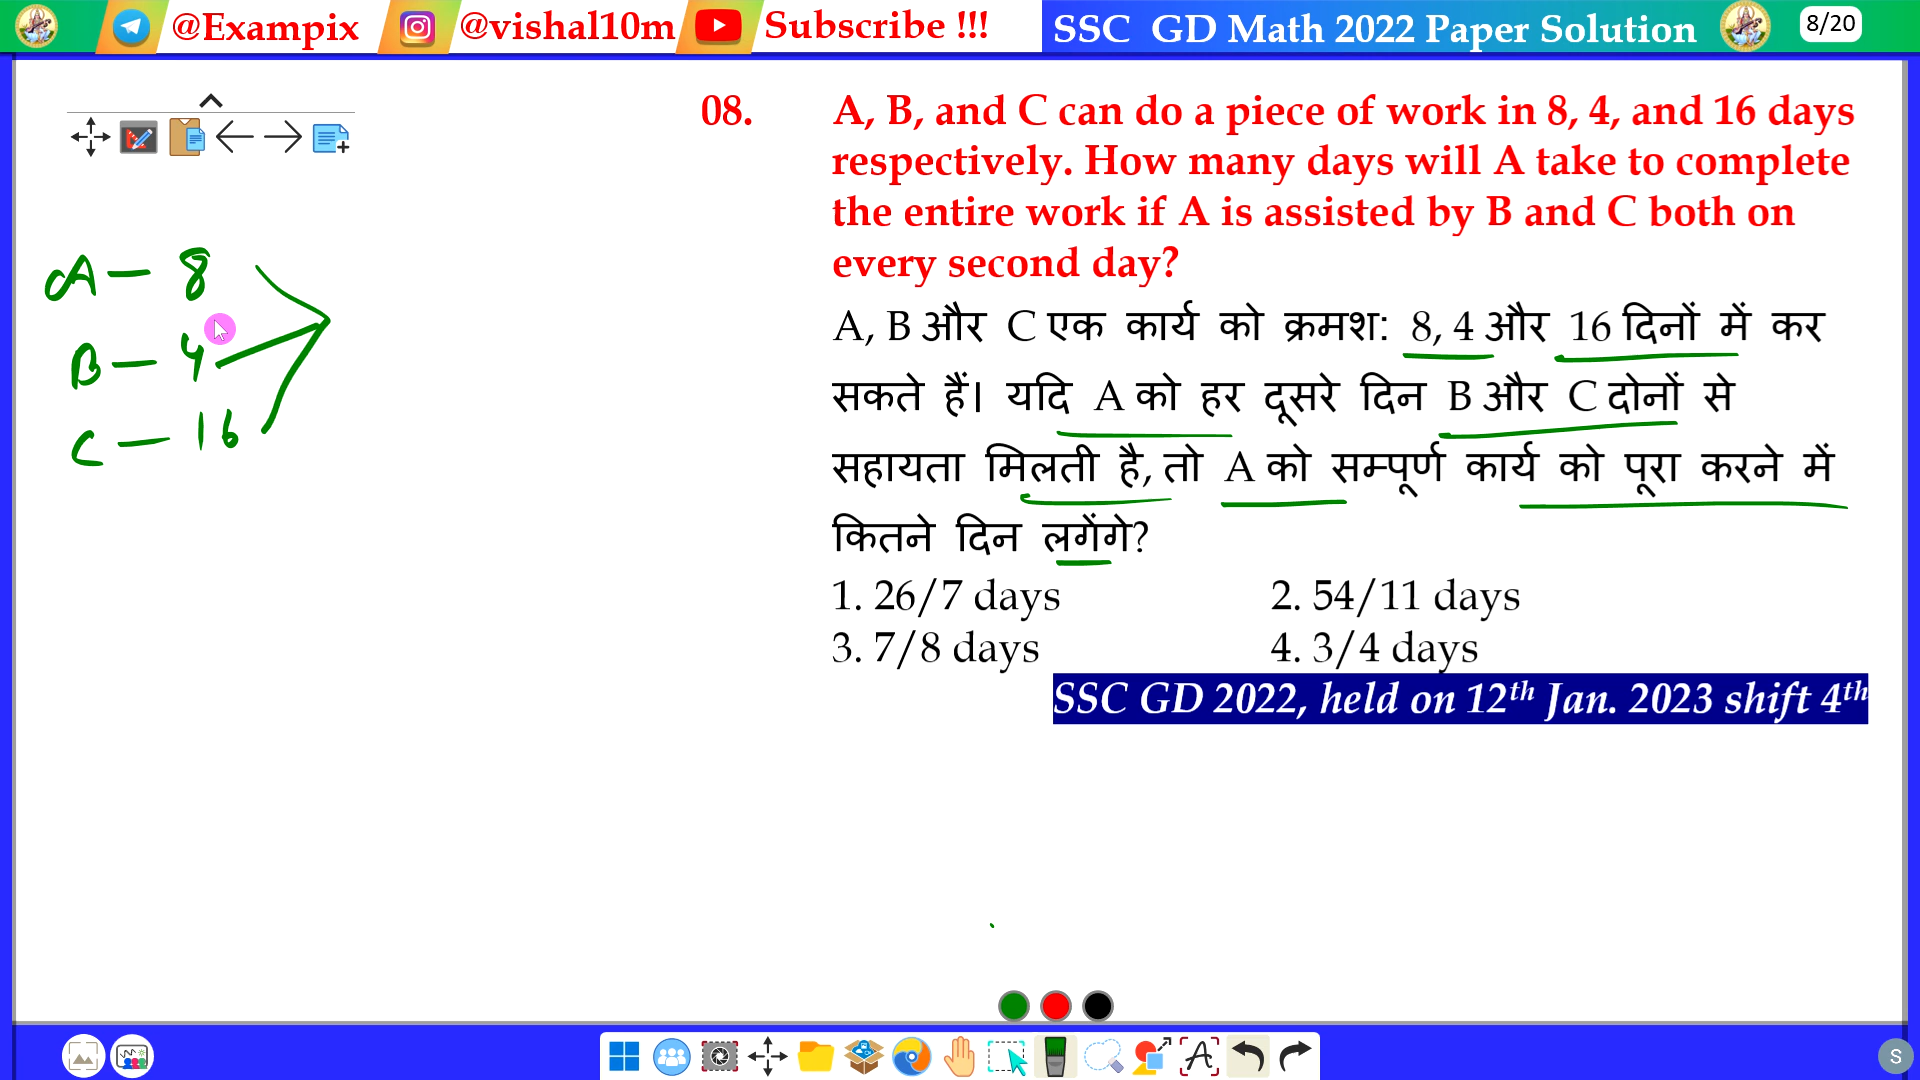 @Exampix @vishal10m Subscribe !!! SSC GD Math 2022 Paper Solution 8/20
08. A, B, and C can do a piece of work in 8, 4, and 16 days
respectively. How many days will A take to complete
the entire work if A is assisted by B and C both on
every second day?
A, B और C एक कार्य को क्रमश: 8, 4 और 16 दिनों में कर
सकते हैं। यदि A को हर दूसरे दिन B और C दोनों से
सहायता मिलती है, तो A को सम्पूर्ण कार्य को पूरा करने में
कितने दिन लगेंगे?
1. 26/7 days 2. 54/11 days
3. 7/8 days 4. 3/4 days
SSC GD 2022, held on 12th Jan. 2023 shift 4th
A – 8
B – 4
C – 16
S